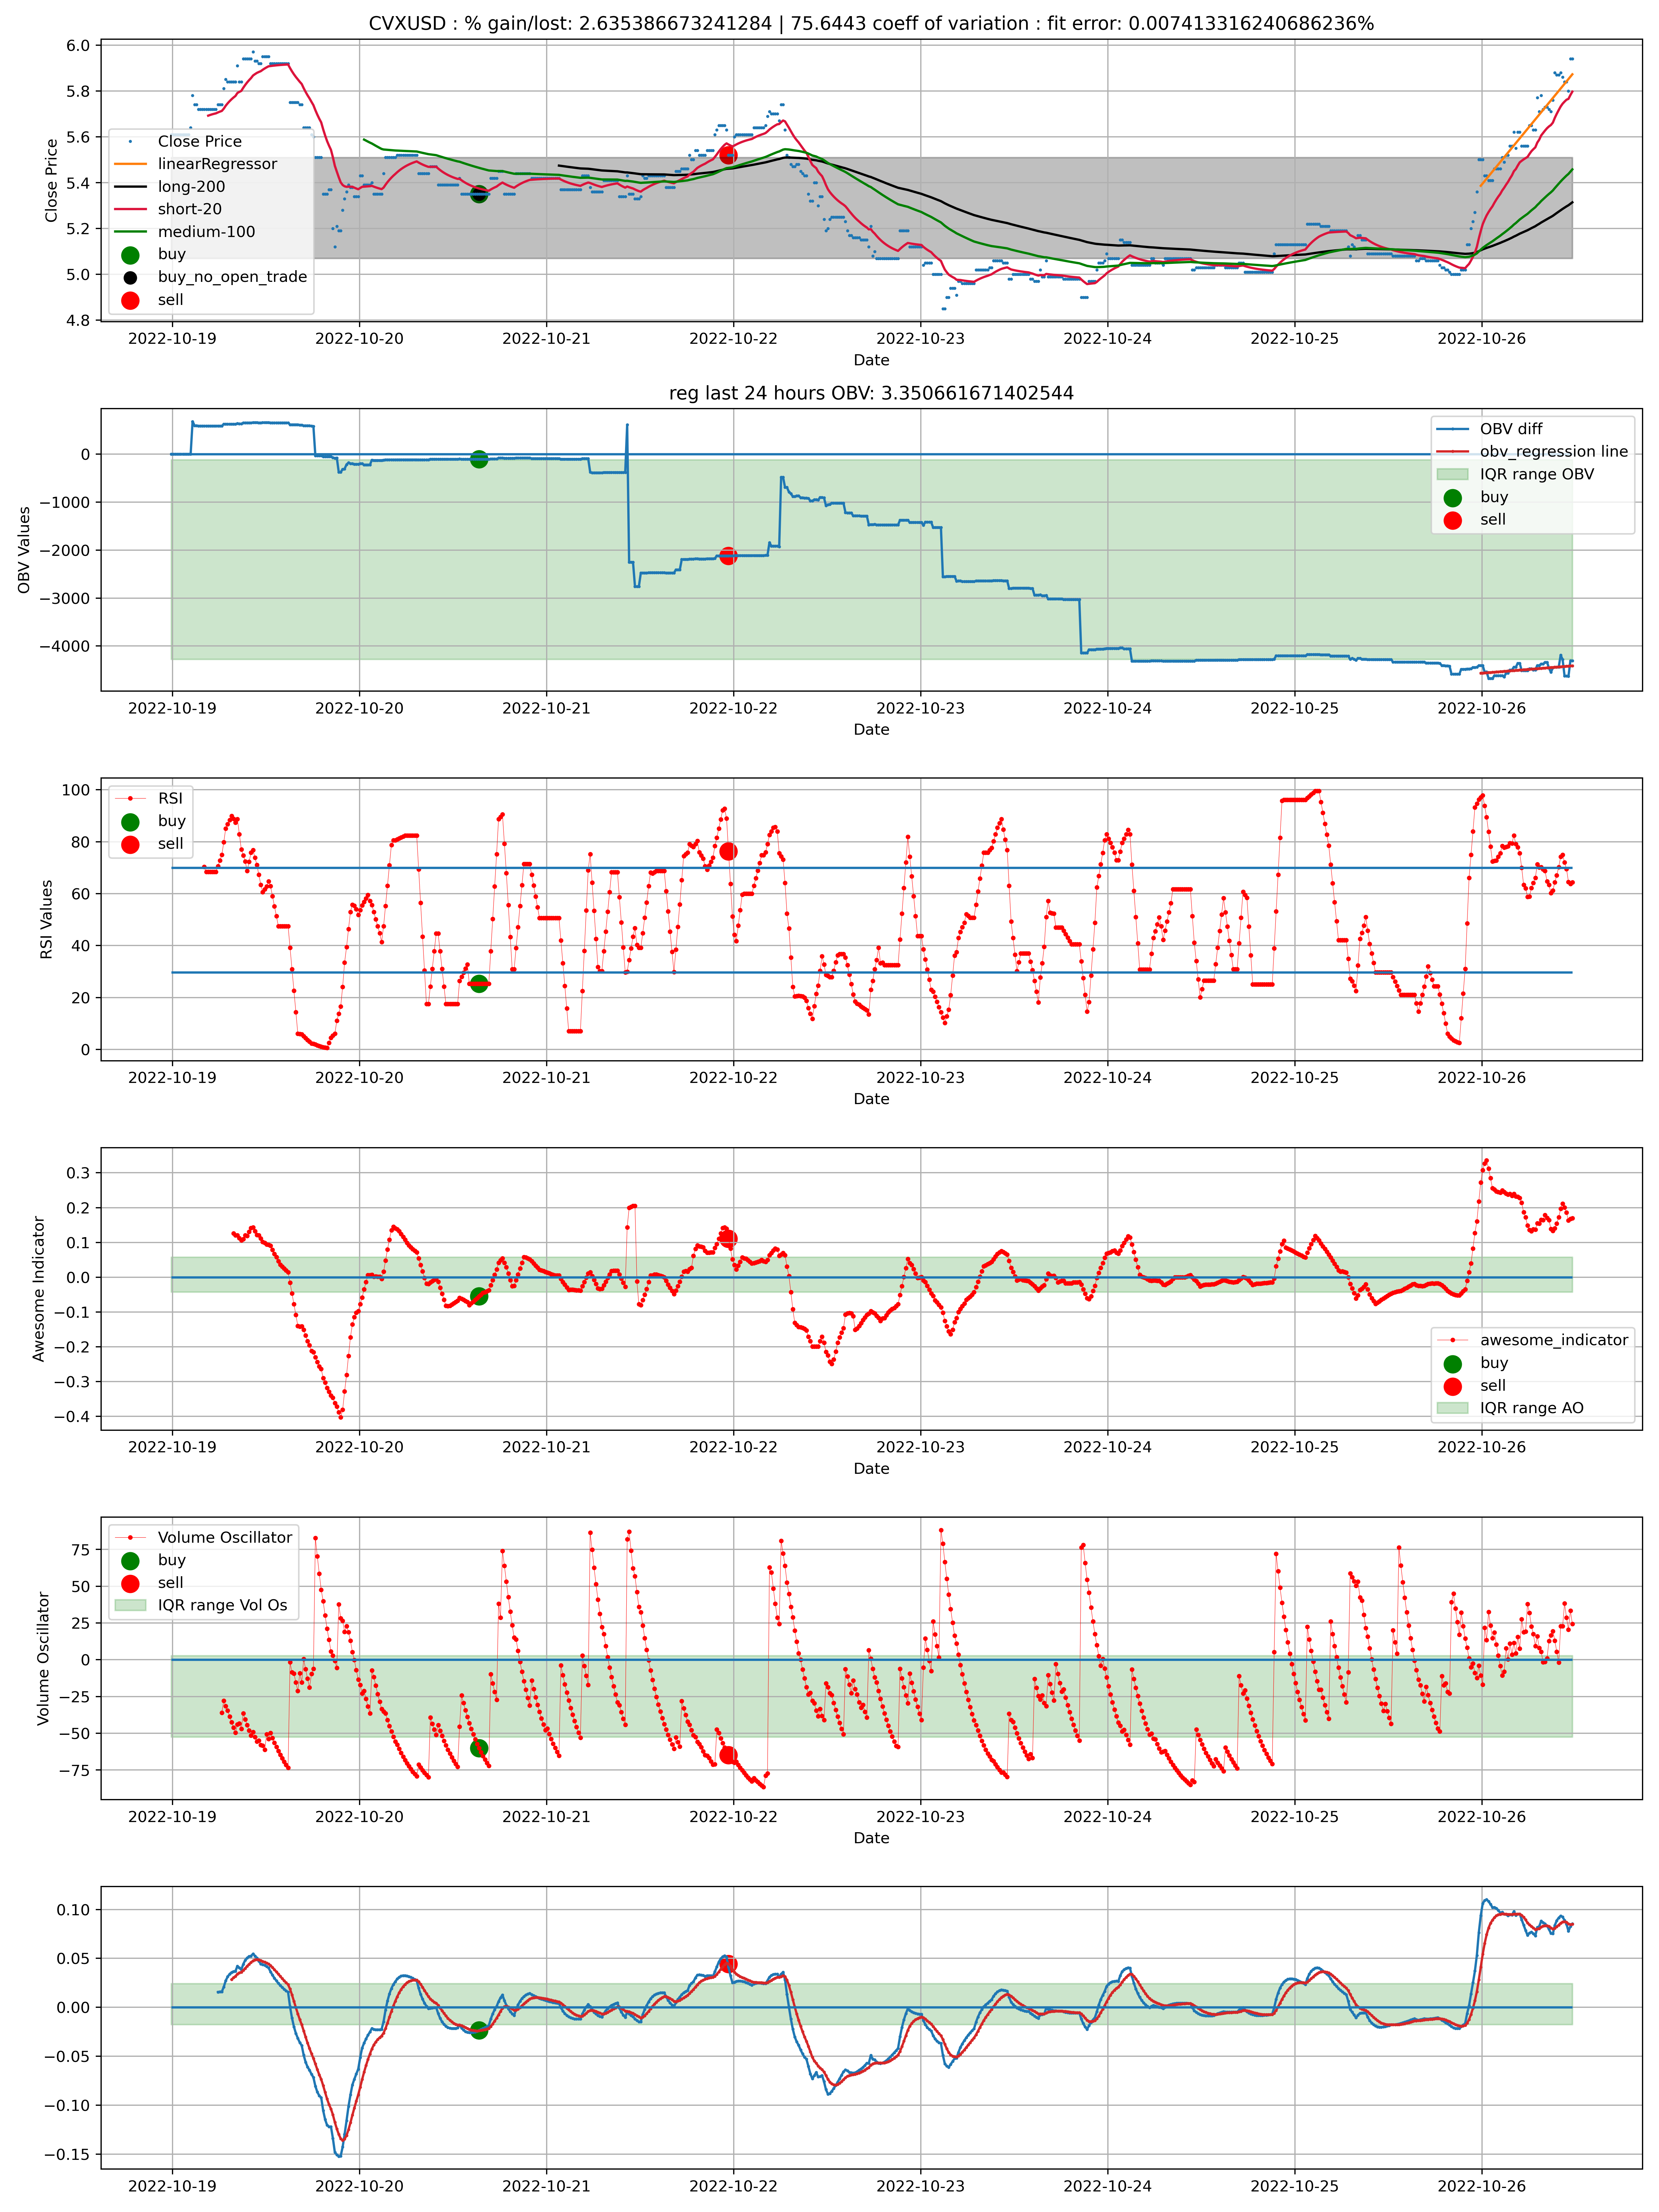 CVXUSD : % gain/lost: 2.635386673241284 | 75.6443 coeff of variation : fit error: 0.007413316240686236%
Close Price
6.0
5.8
5.6
5.4
5.2
5.0
4.8
Close Price
linearRegressor
long-200
short-20
medium-100
buy
buy_no_open_trade
sell
2022-10-19 2022-10-20 2022-10-21 2022-10-22 2022-10-23 2022-10-24 2022-10-25 2022-10-26
Date
reg last 24 hours OBV: 3.350661671402544
OBV Values
0
−1000
−2000
−3000
−4000
OBV diff
obv_regression line
IQR range OBV
buy
sell
2022-10-19 2022-10-20 2022-10-21 2022-10-22 2022-10-23 2022-10-24 2022-10-25 2022-10-26
Date
RSI Values
100
80
60
40
20
0
RSI
buy
sell
2022-10-19 2022-10-20 2022-10-21 2022-10-22 2022-10-23 2022-10-24 2022-10-25 2022-10-26
Date
Awesome Indicator
0.3
0.2
0.1
0.0
−0.1
−0.2
−0.3
−0.4
awesome_indicator
buy
sell
IQR range AO
2022-10-19 2022-10-20 2022-10-21 2022-10-22 2022-10-23 2022-10-24 2022-10-25 2022-10-26
Date
Volume Oscillator
75
50
25
0
−25
−50
−75
Volume Oscillator
buy
sell
IQR range Vol Os
2022-10-19 2022-10-20 2022-10-21 2022-10-22 2022-10-23 2022-10-24 2022-10-25 2022-10-26
Date
0.10
0.05
0.00
−0.05
−0.10
−0.15
2022-10-19 2022-10-20 2022-10-21 2022-10-22 2022-10-23 2022-10-24 2022-10-25 2022-10-26